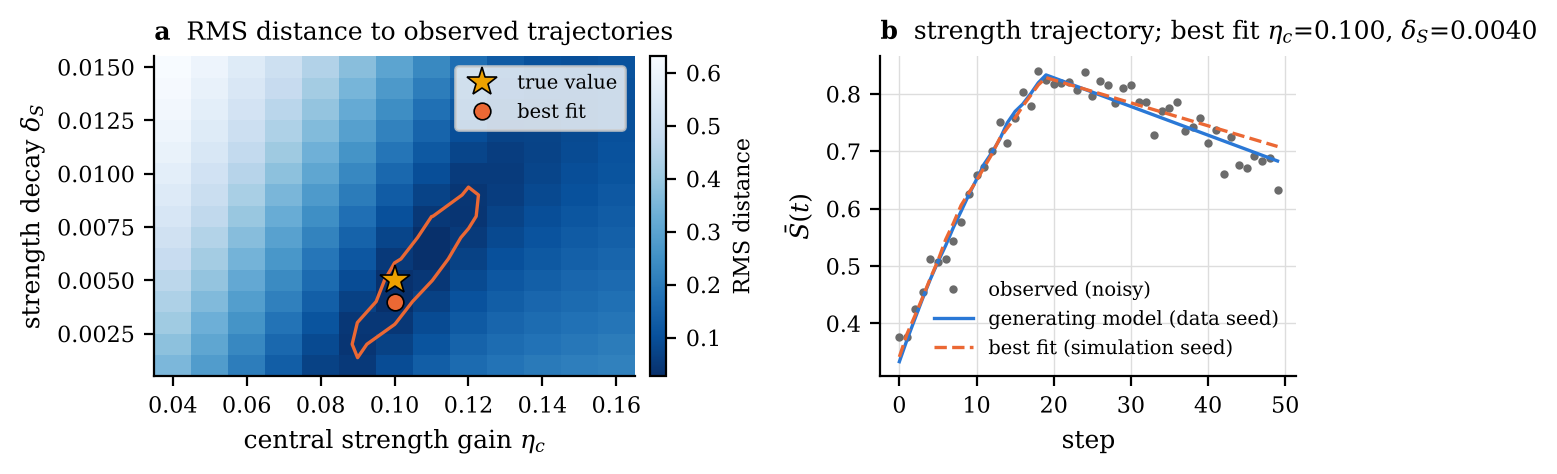 a RMS distance to observed trajectories
strength decay δ_S
0.0150
0.0125
0.0100
0.0075
0.0050
0.0025
true value
best fit
0.04 0.06 0.08 0.10 0.12 0.14 0.16
central strength gain η_c
0.6
0.5
0.4
0.3
0.2
0.1
RMS distance
b strength trajectory; best fit η_c=0.100, δ_S=0.0040
S̄(t)
0.8
0.7
0.6
0.5
0.4
observed (noisy)
generating model (data seed)
best fit (simulation seed)
0 10 20 30 40 50
step